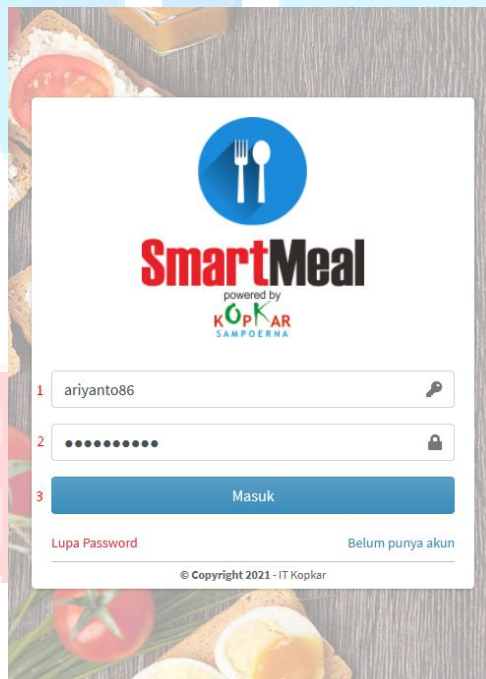 SmartMeal
powered by
KOPKAR
SAMPOERNA
1 ariyanto86
2 ●●●●●●●●●●
3 Masuk
Lupa Password Belum punya akun
© Copyright 2021 - IT Kopkar